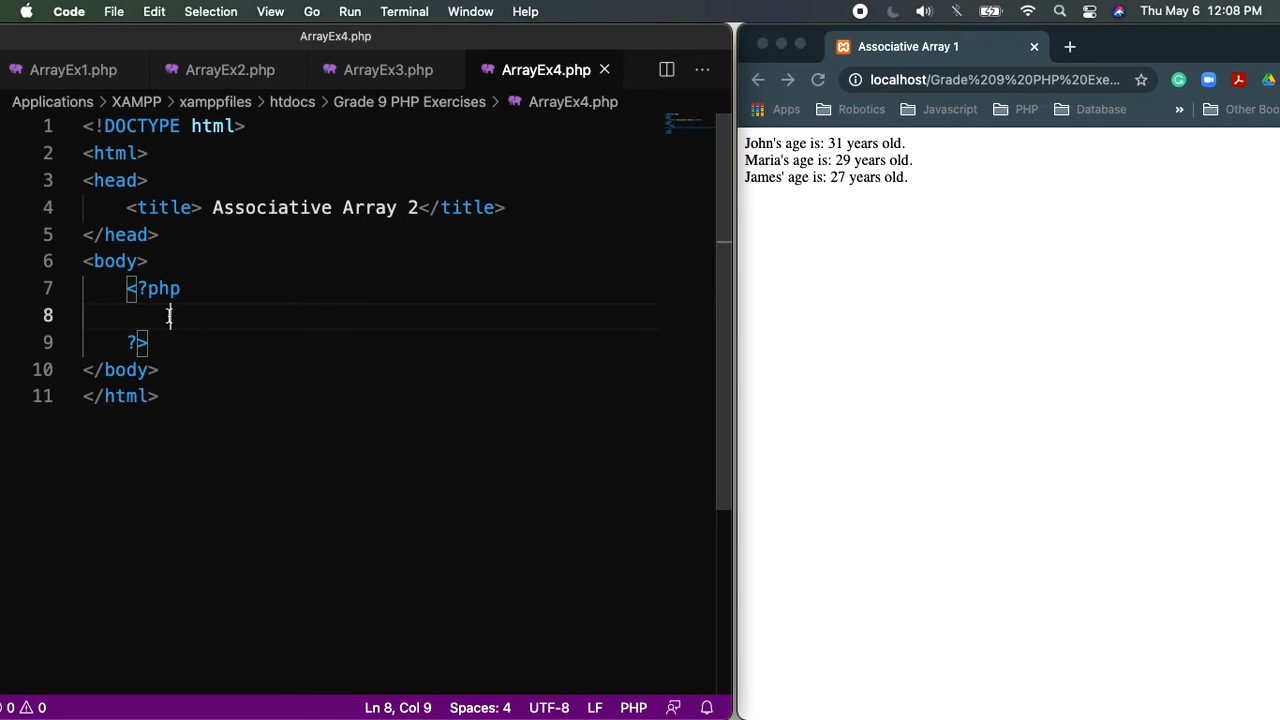 Code File Edit Selection View Go Run Terminal Window Help Thu May 6 12:08 PM
ArrayEx4.php
ArrayEx1.php ArrayEx2.php ArrayEx3.php ArrayEx4.php
Applications > XAMPP > xamppfiles > htdocs > Grade 9 PHP Exercises > ArrayEx4.php
1 <!DOCTYPE html>
2 <html>
3 <head>
4 <title> Associative Array 2</title>
5 </head>
6 <body>
7 <?php
8
9 ?>
10 </body>
11 </html>
0 0 Ln 8, Col 9 Spaces: 4 UTF-8 LF PHP
Associative Array 1
localhost/Grade%209%20PHP%20Exe...
Apps Robotics Javascript PHP Database » Other Boo
John's age is: 31 years old.
Maria's age is: 29 years old.
James' age is: 27 years old.